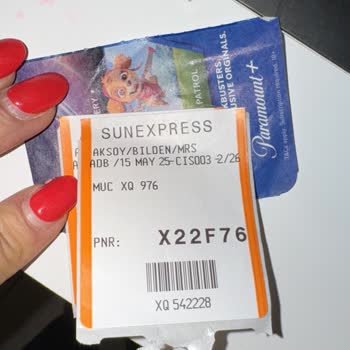 SUNEXPRESS
AKSOY/BILDEN/MRS
ADB /15 MAY 25-CIS003 -2/26
MUC XQ 976
PNR: X22F76
XQ 542228
PATROL
Paramount+